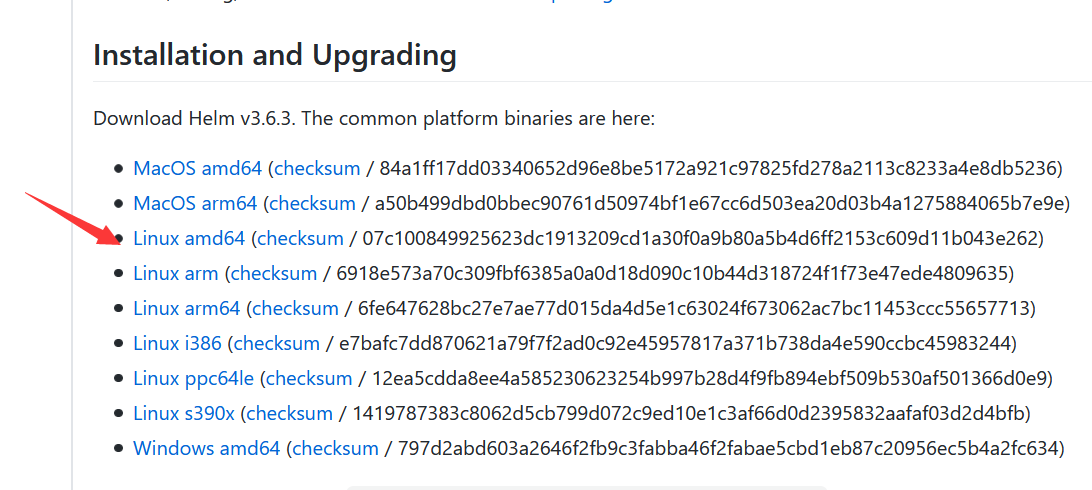 Installation and Upgrading
Download Helm v3.6.3. The common platform binaries are here:
MacOS amd64 (checksum / 84a1ff17dd03340652d96e8be5172a921c97825fd278a2113c8233a4e8db5236)
MacOS arm64 (checksum / a50b499dbd0bbec90761d50974bf1e67cc6d503ea20d03b4a1275884065b7e9e)
Linux amd64 (checksum / 07c100849925623dc1913209cd1a30f0a9b80a5b4d6ff2153c609d11b043e262)
Linux arm (checksum / 6918e573a70c309fbf6385a0a0d18d090c10b44d318724f1f73e47ede4809635)
Linux arm64 (checksum / 6fe647628bc27e7ae77d015da4d5e1c63024f673062ac7bc11453ccc55657713)
Linux i386 (checksum / e7bafc7dd870621a79f7f2ad0c92e45957817a371b738da4e590ccbc45983244)
Linux ppc64le (checksum / 12ea5cdda8ee4a585230623254b997b28d4f9fb894ebf509b530af501366d0e9)
Linux s390x (checksum / 1419787383c8062d5cb799d072c9ed10e1c3af66d0d2395832aafaf03d2d4bfb)
Windows amd64 (checksum / 797d2abd603a2646f2fb9c3fabba46f2fabae5cbd1eb87c20956ec5b4a2fc634)